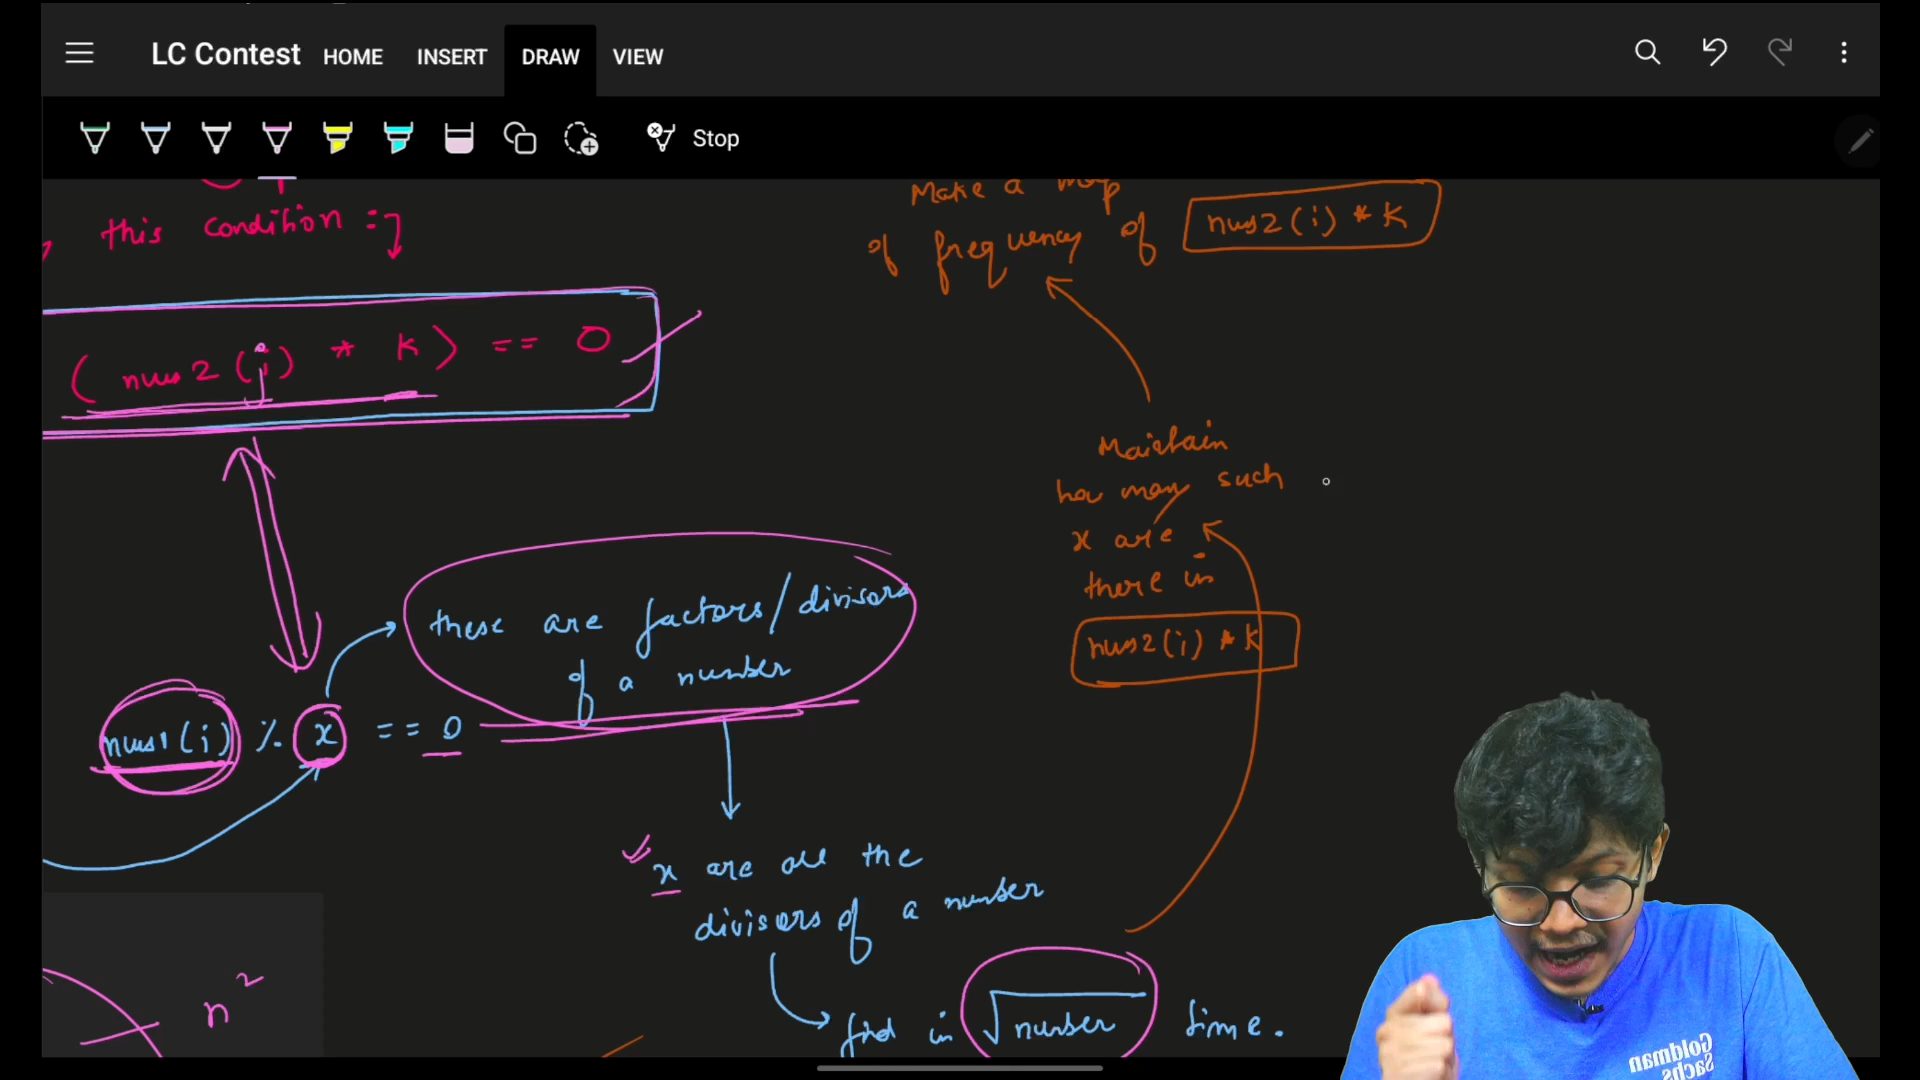 LC Contest HOME INSERT DRAW VIEW
Stop
this condition :
( nums2 (j) * k ) == 0
Make a map
of frequency of nums2(i) * k
Maintain
how many such
x are
there in
nums2(i) * k
these are factors/divisors
of a number
nums1(i) % x == 0
x are all the
divisors of a number
find in √number time.
n²
Goldman
Sachs